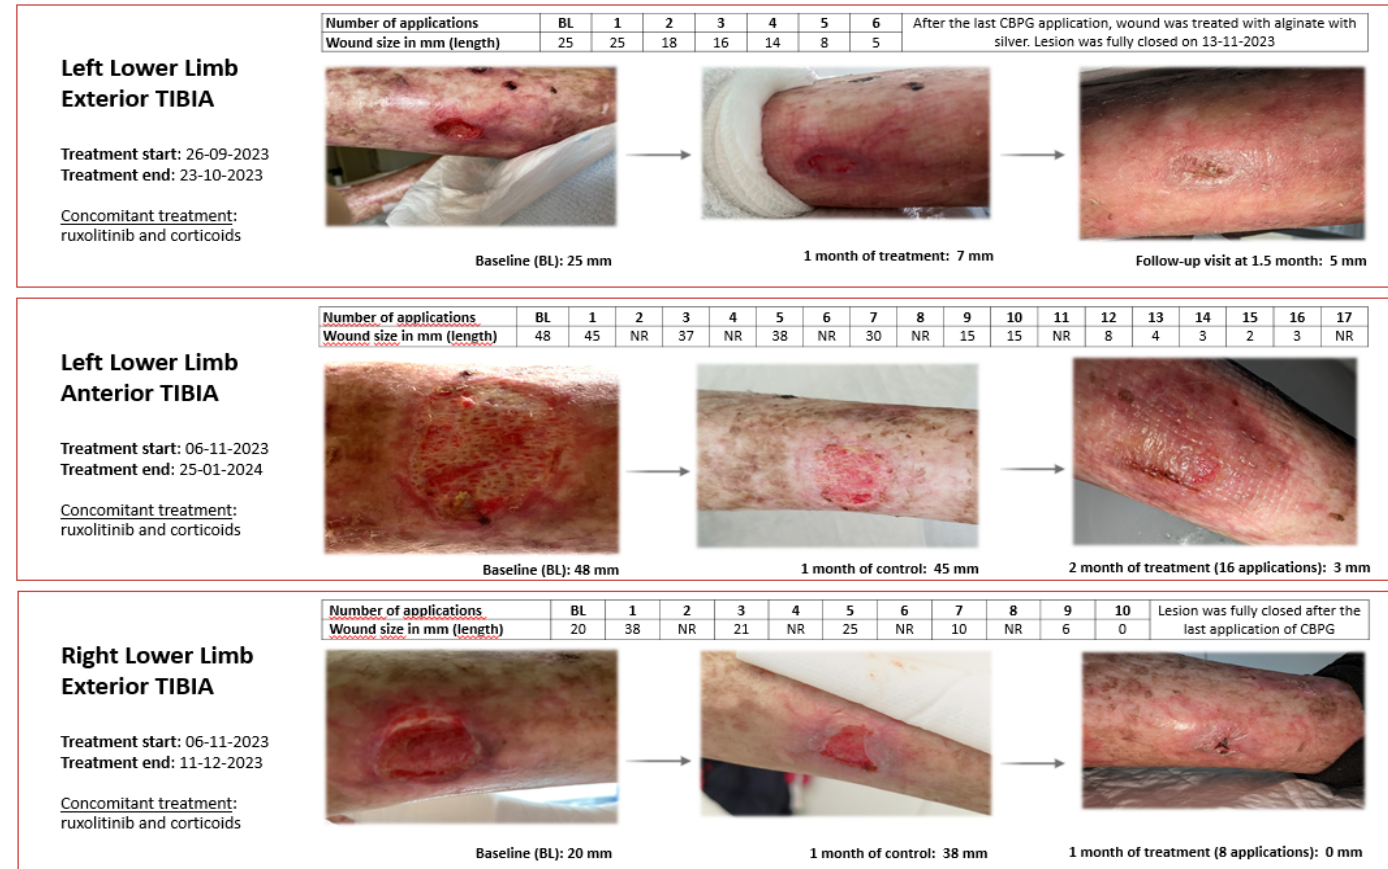 Number of applications BL 1 2 3 4 5 6
Wound size in mm (length) 25 25 18 16 14 8 5
After the last CBPG application, wound was treated with alginate with
silver. Lesion was fully closed on 13-11-2023
Left Lower Limb
Exterior TIBIA
Treatment start: 26-09-2023
Treatment end: 23-10-2023
Concomitant treatment:
ruxolitinib and corticoids
Baseline (BL): 25 mm
1 month of treatment: 7 mm
Follow-up visit at 1.5 month: 5 mm
Number of applications BL 1 2 3 4 5 6 7 8 9 10 11 12 13 14 15 16 17
Wound size in mm (length) 48 45 NR 37 NR 38 NR 30 NR 15 15 NR 8 4 3 2 3 NR
Left Lower Limb
Anterior TIBIA
Treatment start: 06-11-2023
Treatment end: 25-01-2024
Concomitant treatment:
ruxolitinib and corticoids
Baseline (BL): 48 mm
1 month of control: 45 mm
2 month of treatment (16 applications): 3 mm
Number of applications BL 1 2 3 4 5 6 7 8 9 10
Wound size in mm (length) 20 38 NR 21 NR 25 NR 10 NR 6 0
Lesion was fully closed after the
last application of CBPG
Right Lower Limb
Exterior TIBIA
Treatment start: 06-11-2023
Treatment end: 11-12-2023
Concomitant treatment:
ruxolitinib and corticoids
Baseline (BL): 20 mm
1 month of control: 38 mm
1 month of treatment (8 applications): 0 mm